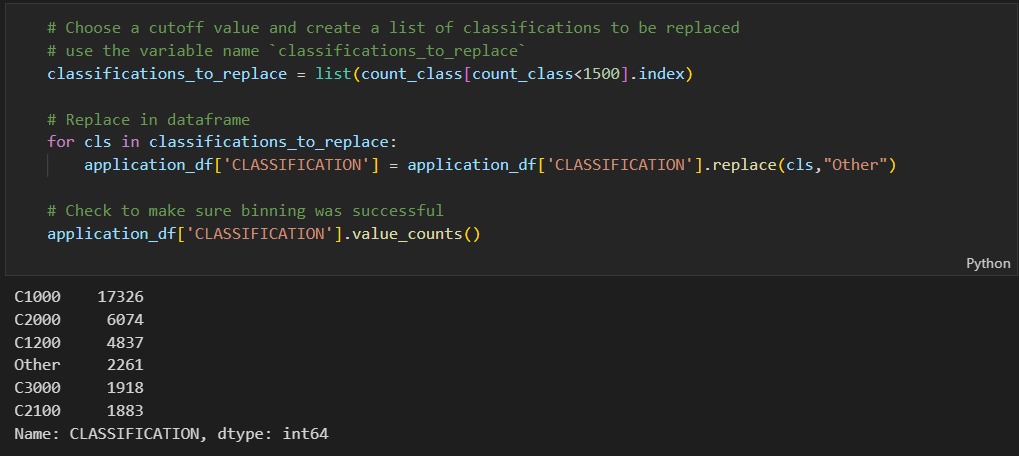 # Choose a cutoff value and create a list of classifications to be replaced
# use the variable name `classifications_to_replace`
classifications_to_replace = list(count_class[count_class<1500].index)
# Replace in dataframe
for cls in classifications_to_replace:
    application_df['CLASSIFICATION'] = application_df['CLASSIFICATION'].replace(cls,"Other")
# Check to make sure binning was successful
application_df['CLASSIFICATION'].value_counts()
Python
C1000    17326
C2000     6074
C1200     4837
Other     2261
C3000     1918
C2100     1883
Name: CLASSIFICATION, dtype: int64